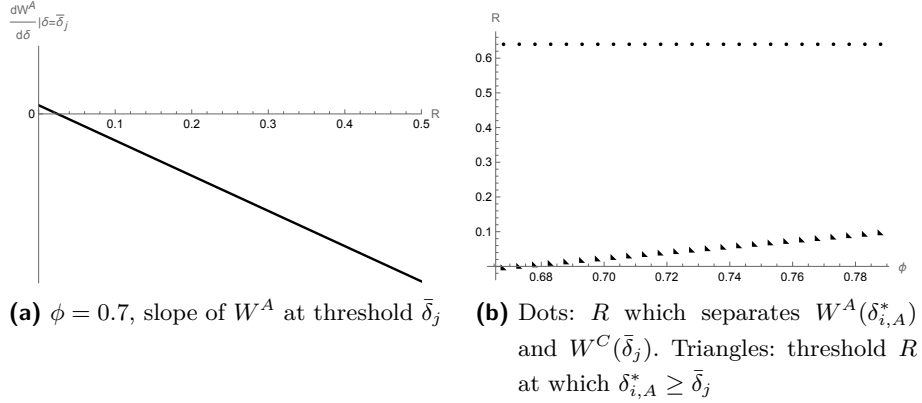 dW^A
dδ
|δ=δ̄_j
0
0.1
0.2
0.3
0.4
0.5
R
(a) ϕ = 0.7, slope of W^A at threshold δ̄_j
R
0.6
0.5
0.4
0.3
0.2
0.1
0.68
0.70
0.72
0.74
0.76
0.78
ϕ
(b) Dots: R which separates W^A(δ*_{i,A})
and W^C(δ̄_j). Triangles: threshold R
at which δ*_{i,A} ≥ δ̄_j